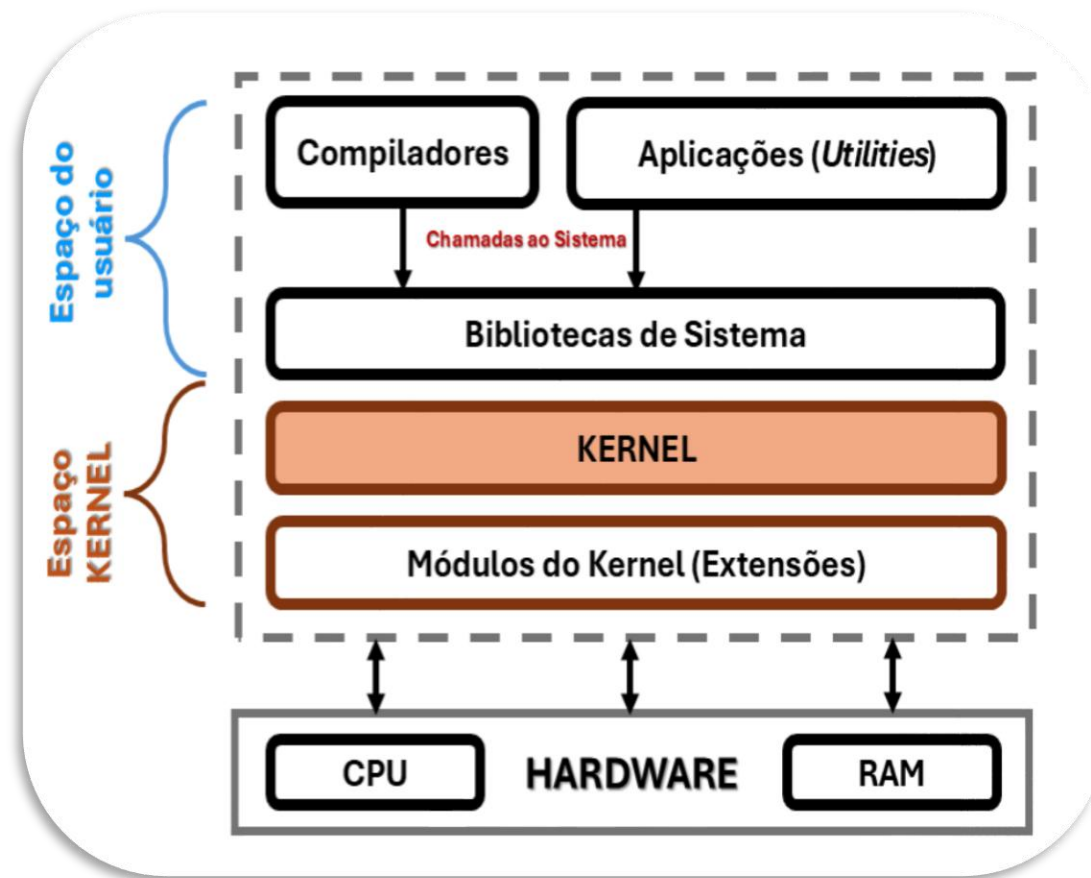 Espaço do
usuário
Compiladores
Aplicações (Utilities)
Chamadas ao Sistema
Bibliotecas de Sistema
Espaço
KERNEL
KERNEL
Módulos do Kernel (Extensões)
CPU
HARDWARE
RAM